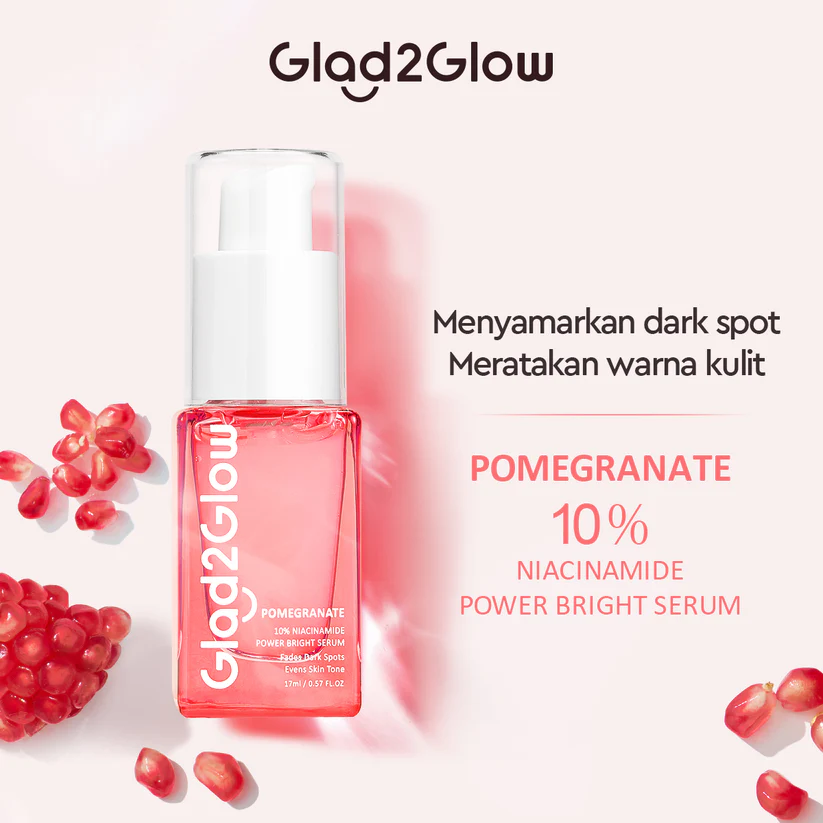 Glad2Glow
Menyamarkan dark spot
Meratakan warna kulit
POMEGRANATE
10%
NIACINAMIDE
POWER BRIGHT SERUM
Glad2Glow
POMEGRANATE
10% NIACINAMIDE
POWER BRIGHT SERUM
Fades Dark Spots
Evens Skin Tone
17ml / 0.57 FL.OZ